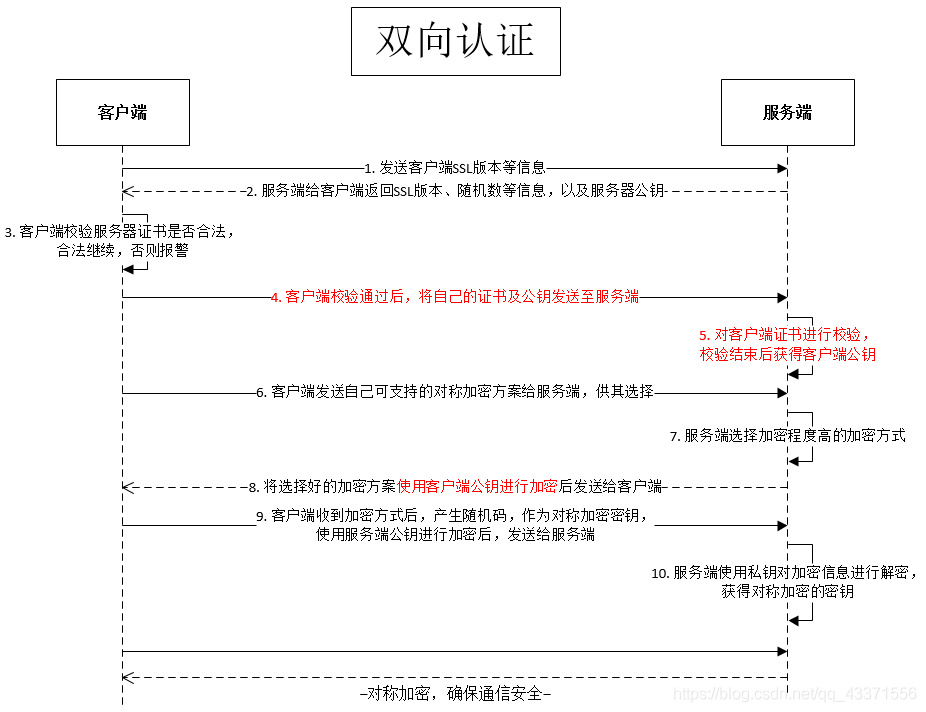 双向认证
客户端
服务端
1. 发送客户端SSL版本等信息
2. 服务端给客户端返回SSL版本、随机数等信息，以及服务器公钥
3. 客户端校验服务器证书是否合法，
合法继续，否则报警
4. 客户端校验通过后，将自己的证书及公钥发送至服务端
5. 对客户端证书进行校验，
校验结束后获得客户端公钥
6. 客户端发送自己可支持的对称加密方案给服务端，供其选择
7. 服务端选择加密程度高的加密方式
8. 将选择好的加密方案使用客户端公钥进行加密后发送给客户端
9. 客户端收到加密方式后，产生随机码，作为对称加密密钥，
使用服务端公钥进行加密后，发送给服务端
10. 服务端使用私钥对加密信息进行解密，
获得对称加密的密钥
对称加密，确保通信安全
https://blog.csdn.net/qq_43371556